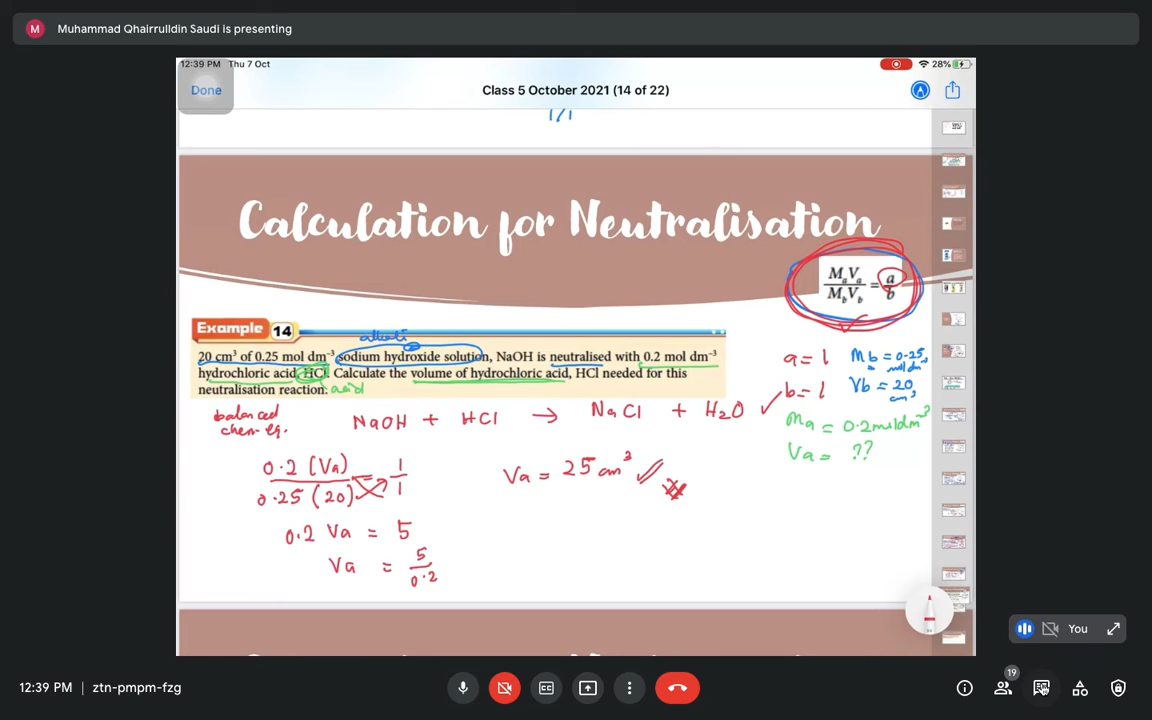 M
Muhammad Qhairrulldin Saudi is presenting
12:39 PM Thu 7 Oct
28%
Done
Class 5 October 2021 (14 of 22)
Calculation for Neutralisation
MaVa / MbVb = a / b
Example 14
alkali
20 cm³ of 0.25 mol dm⁻³ sodium hydroxide solution, NaOH is neutralised with 0.2 mol dm⁻³
hydrochloric acid, HCl. Calculate the volume of hydrochloric acid, HCl needed for this
neutralisation reaction. acid
a = 1
b = 1
Mb = 0.25 mol dm⁻³
Vb = 20 cm³
Ma = 0.2 mol dm⁻³
Va = ??
balanced
chem. eq.
NaOH + HCl → NaCl + H2O
0.2 (Va) / 0.25 (20) = 1 / 1
0.2 Va = 5
Va = 5 / 0.2
Va = 25 cm³
You
12:39 PM | ztn-pmpm-fzg
19